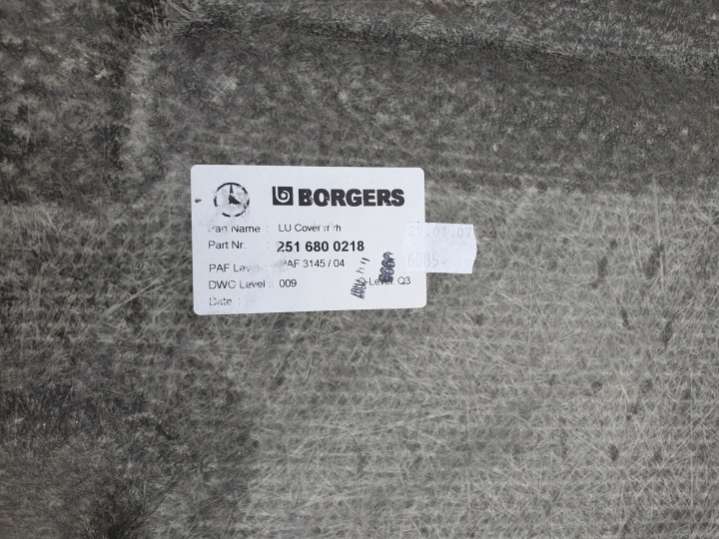 BORGERS
Part Name : LU Cover rh
Part Nr. : 251 680 0218
PAF Level : PAF 3145 / 04
DWC Level : 009 Level: Q3
Date :